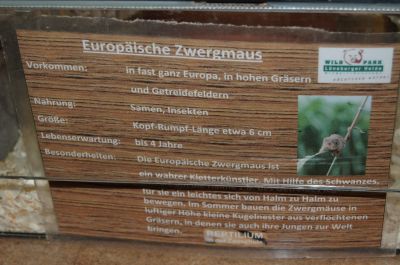 Europäische Zwergmaus
WILD PARK
Lüneburger Heide
Vorkommen: in fast ganz Europa, in hohen Gräsern
und Getreidefeldern
Nahrung: Samen, Insekten
Größe: Kopf-Rumpf-Länge etwa 6 cm
Lebenserwartung: bis 4 Jahre
Besonderheiten: Die Europäische Zwergmaus ist
ein wahrer Kletterkünstler. Mit Hilfe des Schwanzes,
für sie ein leichtes sich von Halm zu Halm zu
bewegen. Im Sommer bauen die Zwergmäuse in
luftiger Höhe kleine Kugelnester aus verflochtenen
Gräsern, in denen sie auch ihre Jungen zur Welt
bringen.
REPTILIUM